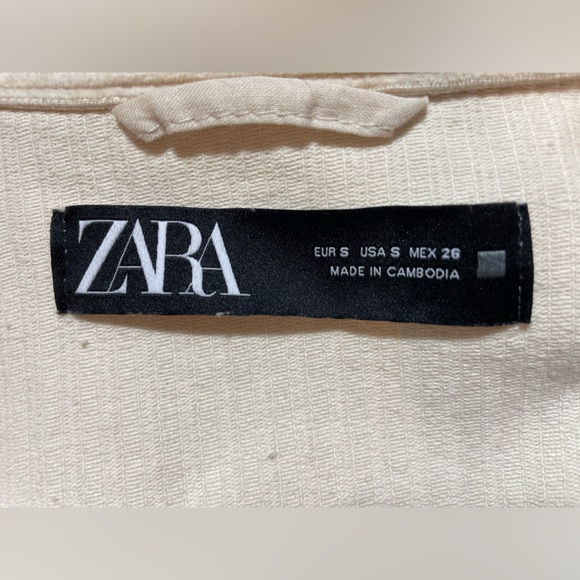 ZARA
EUR S USA S MEX 26
MADE IN CAMBODIA